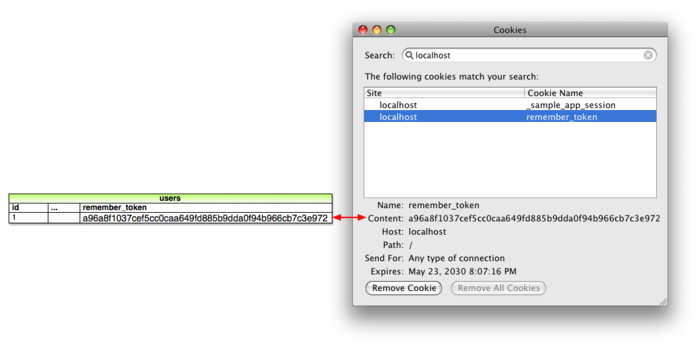 Cookies
Search: localhost
The following cookies match your search:
Site Cookie Name
localhost _sample_app_session
localhost remember_token
users
id ... remember_token
1 a96a8f1037cef5cc0caa649fd885b9dda0f94b966cb7c3e972
Name: remember_token
Content: a96a8f1037cef5cc0caa649fd885b9dda0f94b966cb7c3e972
Host: localhost
Path: /
Send For: Any type of connection
Expires: May 23, 2030 8:07:16 PM
Remove Cookie Remove All Cookies